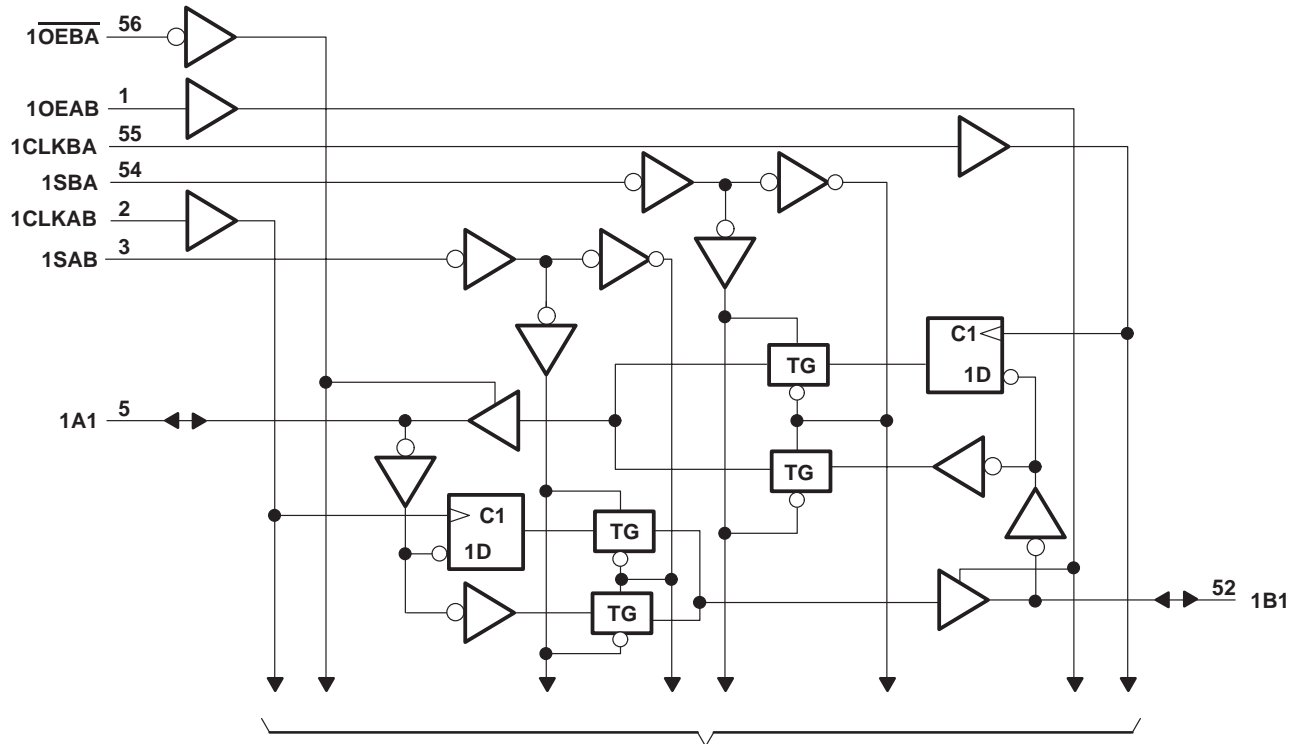 1O̅E̅B̅A̅ 56
1OEAB 1
1CLKBA 55
1SBA 54
1CLKAB 2
1SAB 3
C1
1D
TG
1A1 5
TG
C1
1D
TG
TG
52 1B1